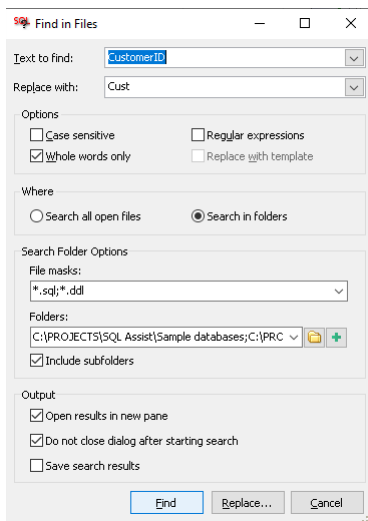 SQL Find in Files
Text to find: CustomerID
Replace with: Cust
Options
Case sensitive Regular expressions
Whole words only Replace with template
Where
Search all open files Search in folders
Search Folder Options
File masks:
*.sql;*.ddl
Folders:
C:\PROJECTS\SQL Assist\Sample databases;C:\PRC
Include subfolders
Output
Open results in new pane
Do not close dialog after starting search
Save search results
Find Replace... Cancel